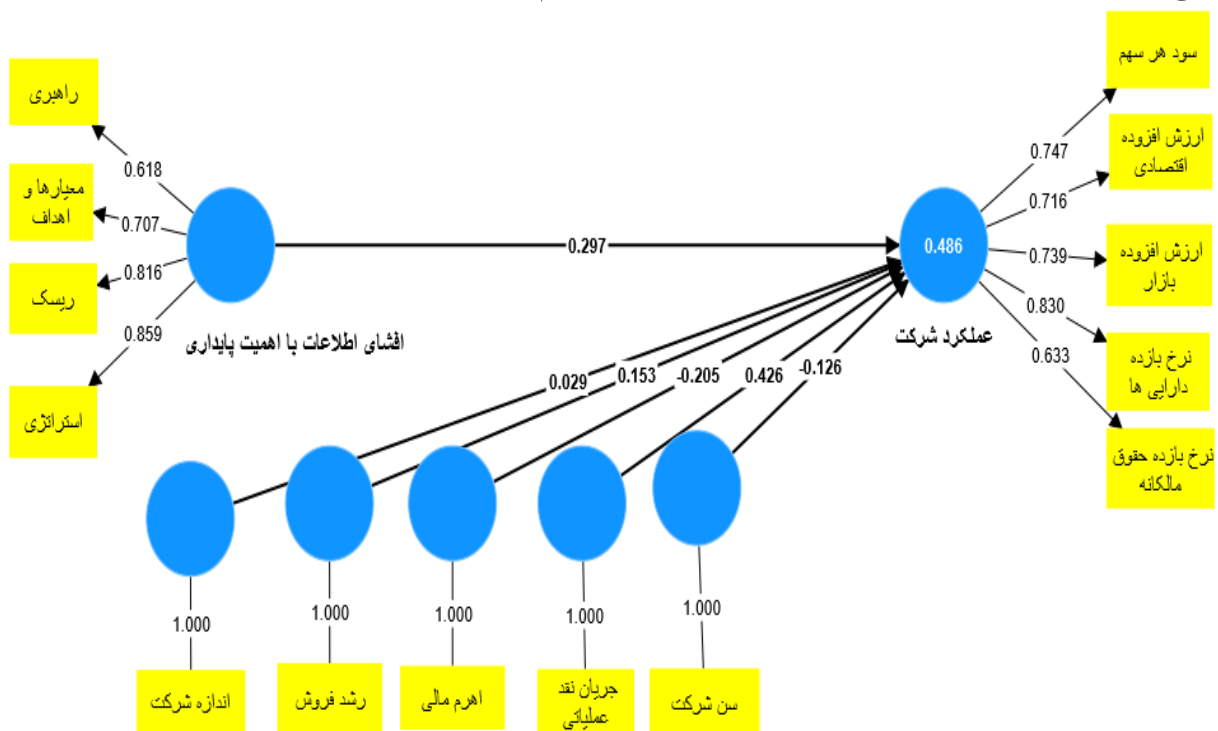 سود هر سهم
راهبری
ارزش افزوده
اقتصادی
0.747
0.618
معیارها و
اهداف
0.716
0.707
0.297
0.486
0.739
ارزش افزوده
بازار
0.816
ریسک
0.830
0.859
افشای اطلاعات با اهمیت پایداری
عملکرد شرکت
0.633
نرخ بازده
دارایی ها
0.029
0.153
-0.205
0.426
-0.126
استراتژی
نرخ بازده حقوق
مالکانه
1.000
1.000
1.000
1.000
1.000
اندازه شرکت
رشد فروش
اهرم مالی
جریان نقد
عملیاتی
سن شرکت